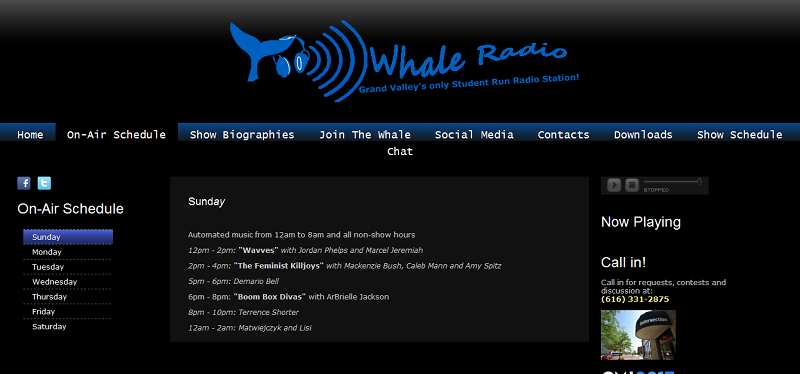 Whale Radio
Grand Valley's only Student Run Radio Station!
Home On-Air Schedule Show Biographies Join The Whale Social Media Contacts Downloads Show Schedule
Chat
On-Air Schedule
Sunday
Monday
Tuesday
Wednesday
Thursday
Friday
Saturday
Sunday
Automated music from 12am to 8am and all non-show hours
12pm - 2pm: "Wavves" with Jordan Phelps and Marcel Jeremiah
2pm - 4pm: "The Feminist Killjoys" with Mackenzie Bush, Caleb Mann and Amy Spitz
5pm - 6pm: Demario Bell
6pm - 8pm: "Boom Box Divas" with ArBrielle Jackson
8pm - 10pm: Terrence Shorter
12am - 2am: Matwiejczyk and Lisi
STOPPED
Now Playing
Call in!
Call in for requests, contests and
discussion at:
(616) 331-2875